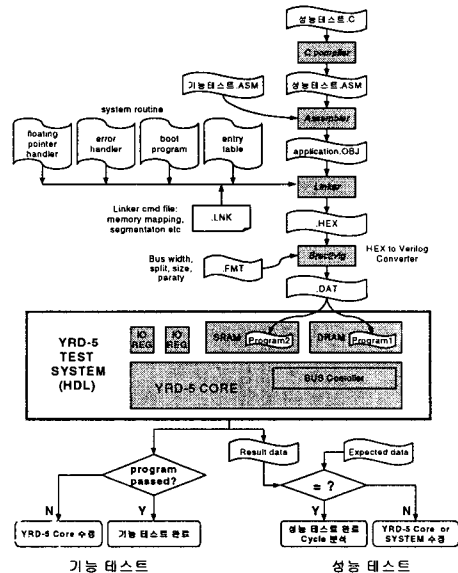 성능테스트.C
C compiler
기능테스트.ASM
성능테스트.ASM
system routine
Assembler
floating
pointer
handler
error
handler
boot
program
entry
table
application.OBJ
Linker
Linker cmd file:
memory mapping,
segmentaton etc
.LNK
.HEX
Bus width,
split, size,
paraty
.FMT
HEX to Verilog
Converter
.DAT
YRD-5
TEST
SYSTEM
(HDL)
IO
REG
IO
REG
SRAM
Program2
DRAM
Program1
YRD-5 CORE
BUS Controller
Result data
Expected data
program
passed?
= ?
N
Y
Y
N
YRD-5 Core 수정
기능 테스트 완료
성능 테스트 완료
Cycle 분석
YRD-5 Core or
SYSTEM 수정
기능 테스트
성능 테스트